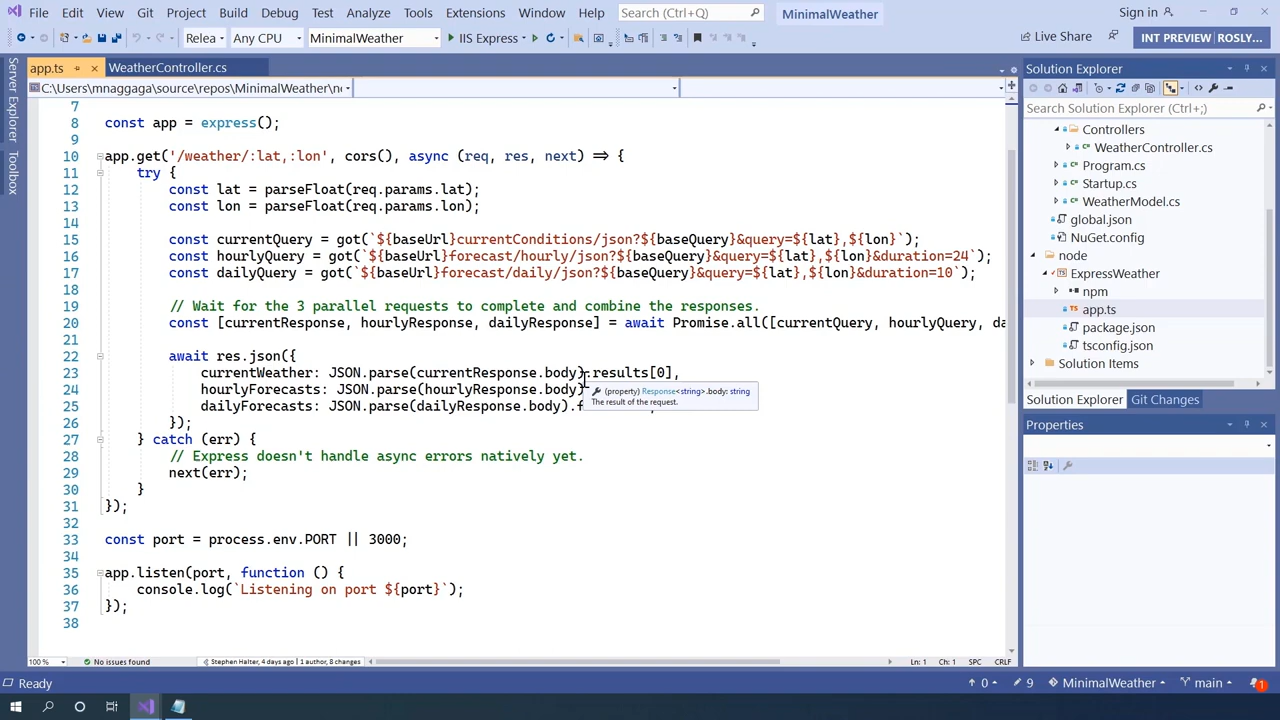 File Edit View Git Project Build Debug Test Analyze Tools Extensions Window Help Search (Ctrl+Q) MinimalWeather Sign in
Relea Any CPU MinimalWeather IIS Express Live Share INT PREVIEW | ROSLY...
app.ts WeatherController.cs
C:\Users\mnaggaga\source\repos\MinimalWeather\n
Server Explorer
Toolbox
7
8 const app = express();
9
10 app.get('/weather/:lat,:lon', cors(), async (req, res, next) => {
11 try {
12 const lat = parseFloat(req.params.lat);
13 const lon = parseFloat(req.params.lon);
14
15 const currentQuery = got(`${baseUrl}currentConditions/json?${baseQuery}&query=${lat},${lon}`);
16 const hourlyQuery = got(`${baseUrl}forecast/hourly/json?${baseQuery}&query=${lat},${lon}&duration=24`);
17 const dailyQuery = got(`${baseUrl}forecast/daily/json?${baseQuery}&query=${lat},${lon}&duration=10`);
18
19 // Wait for the 3 parallel requests to complete and combine the responses.
20 const [currentResponse, hourlyResponse, dailyResponse] = await Promise.all([currentQuery, hourlyQuery, da
21
22 await res.json({
23 currentWeather: JSON.parse(currentResponse.body).results[0],
24 hourlyForecasts: JSON.parse(hourlyResponse.body)
(property) Response<string>.body: string
The result of the request.
25 dailyForecasts: JSON.parse(dailyResponse.body).f
26 });
27 } catch (err) {
28 // Express doesn't handle async errors natively yet.
29 next(err);
30 }
31 });
32
33 const port = process.env.PORT || 3000;
34
35 app.listen(port, function () {
36 console.log(`Listening on port ${port}`);
37 });
38
100 % No issues found Stephen Halter, 4 days ago | 1 author, 8 changes Ln: 1 Ch: 1 SPC CRLF
Solution Explorer
Search Solution Explorer (Ctrl+;)
Controllers
WeatherController.cs
Program.cs
Startup.cs
WeatherModel.cs
global.json
NuGet.config
node
ExpressWeather
npm
app.ts
package.json
tsconfig.json
Solution Items
Solution Explorer Git Changes
Properties
Ready 0 9 MinimalWeather main 1